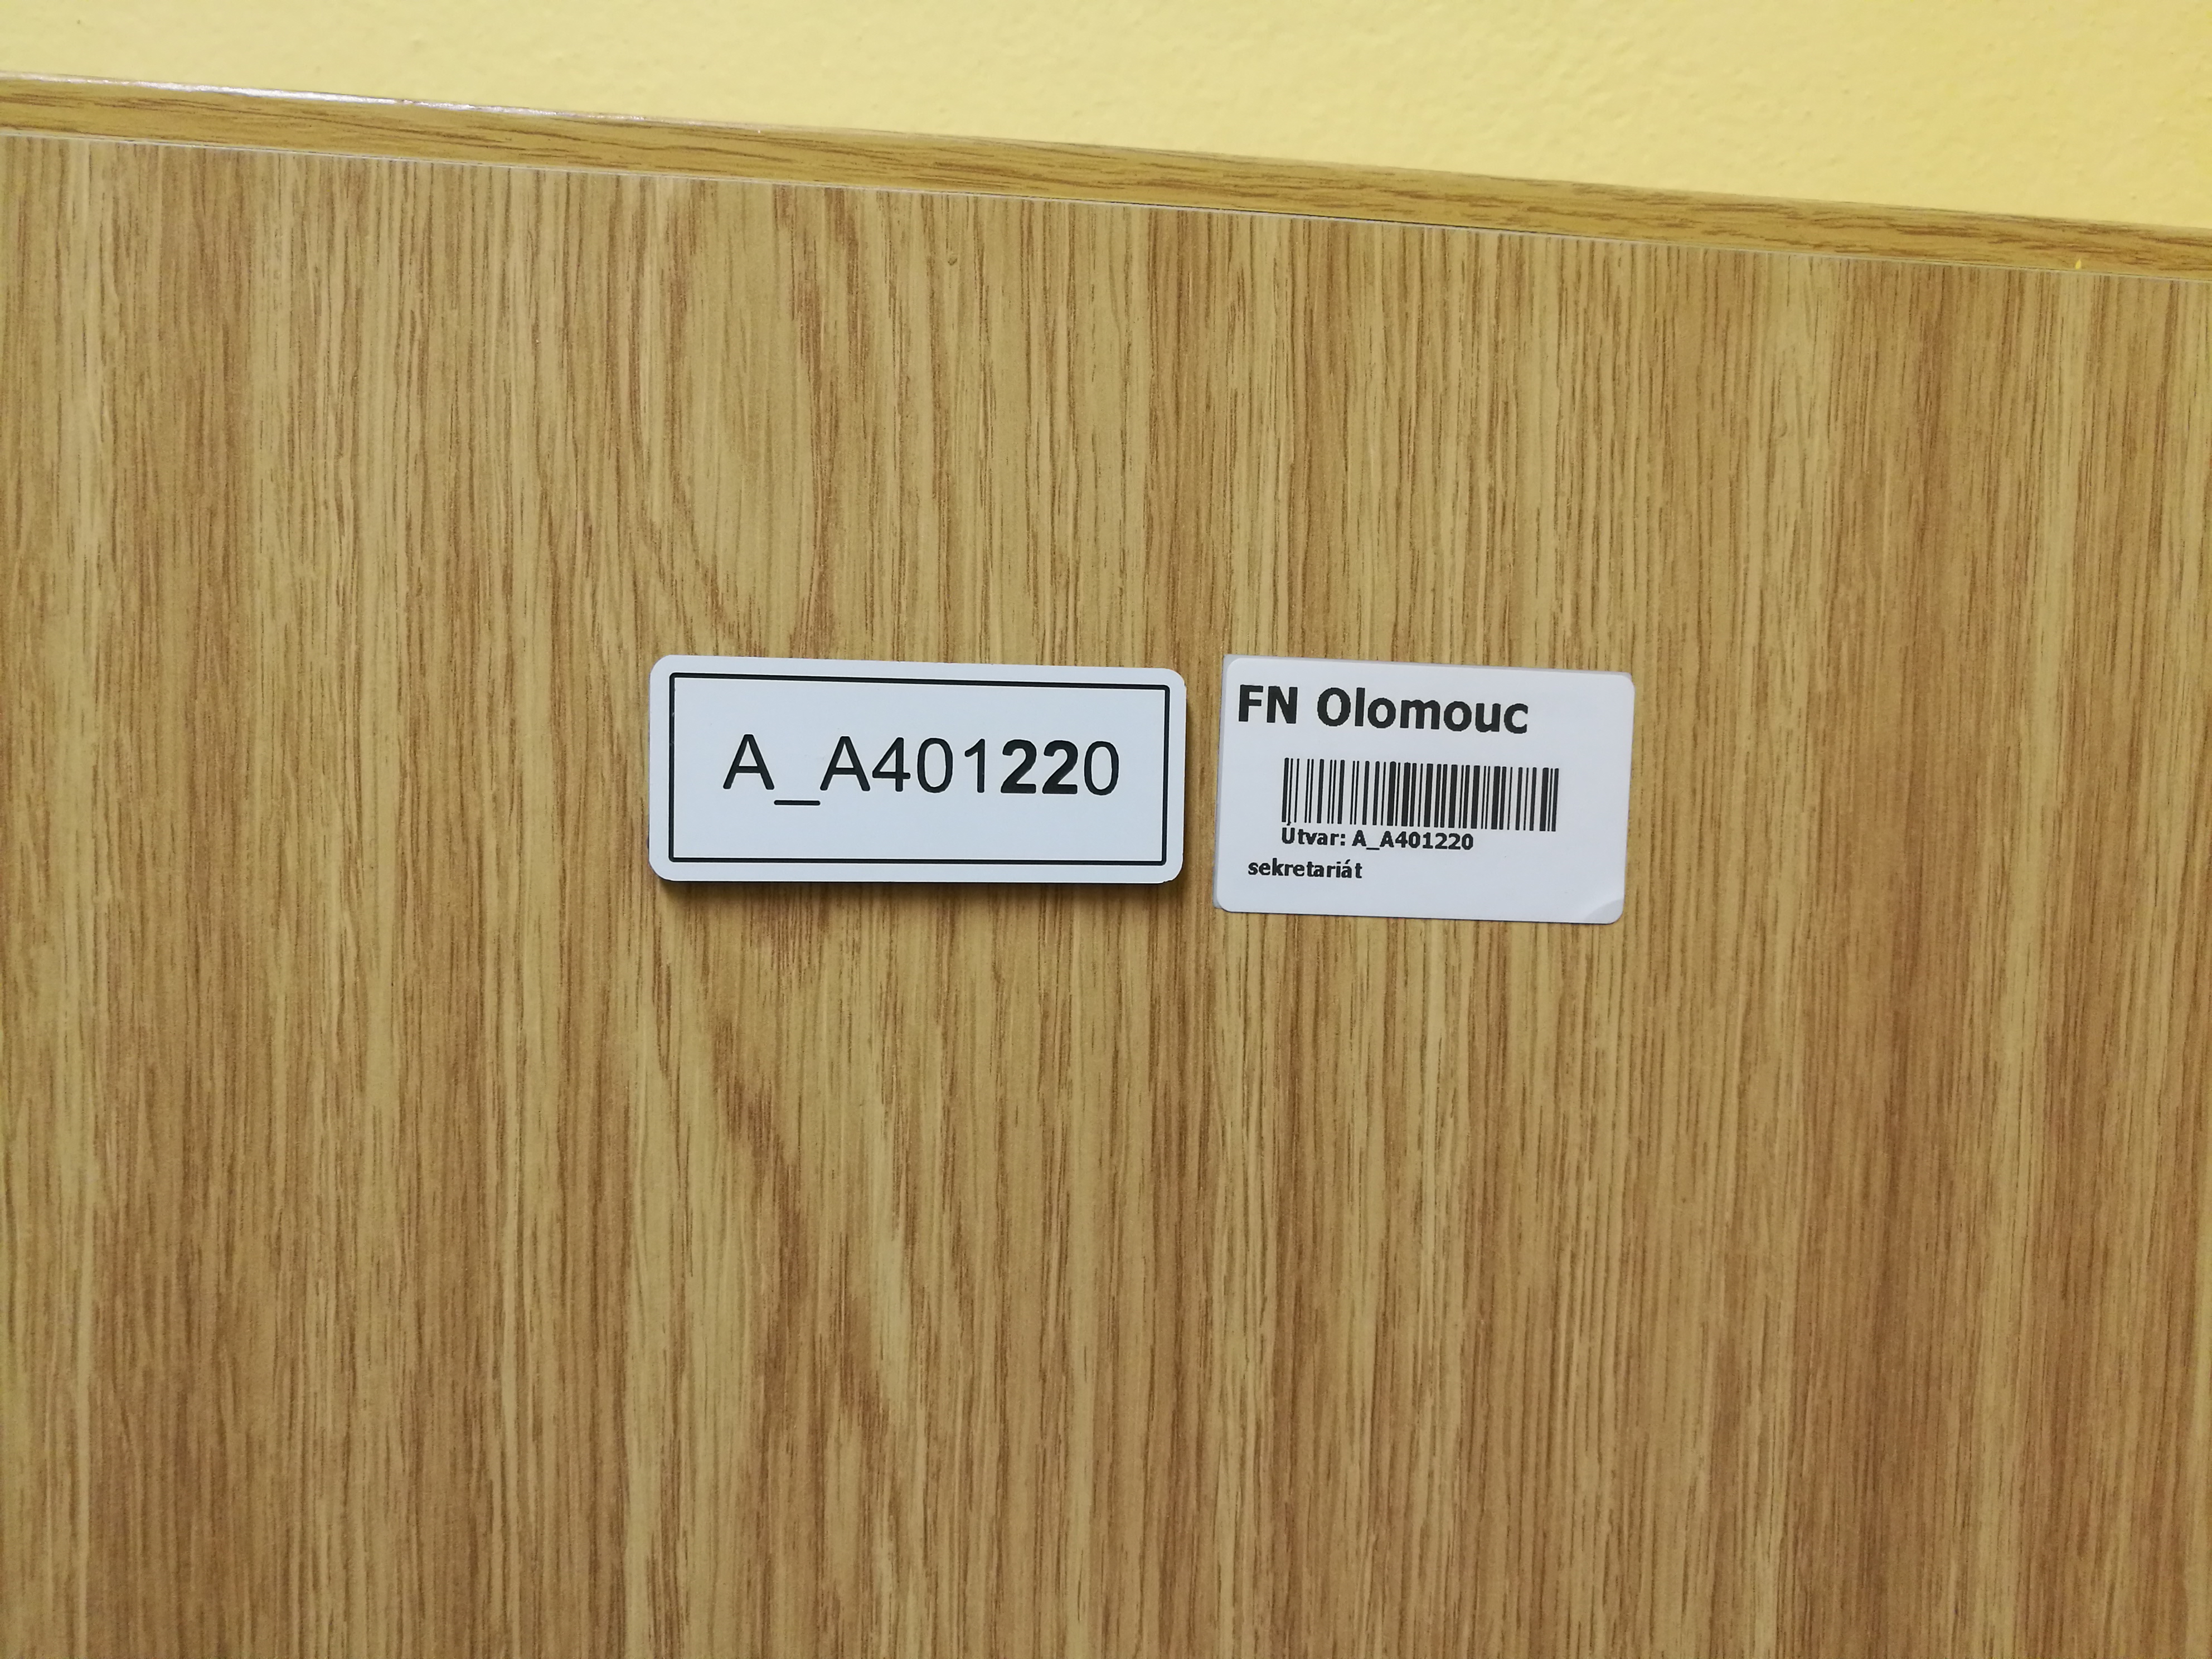 A_A401220
FN Olomouc
Útvar: A_A401220
sekretariát